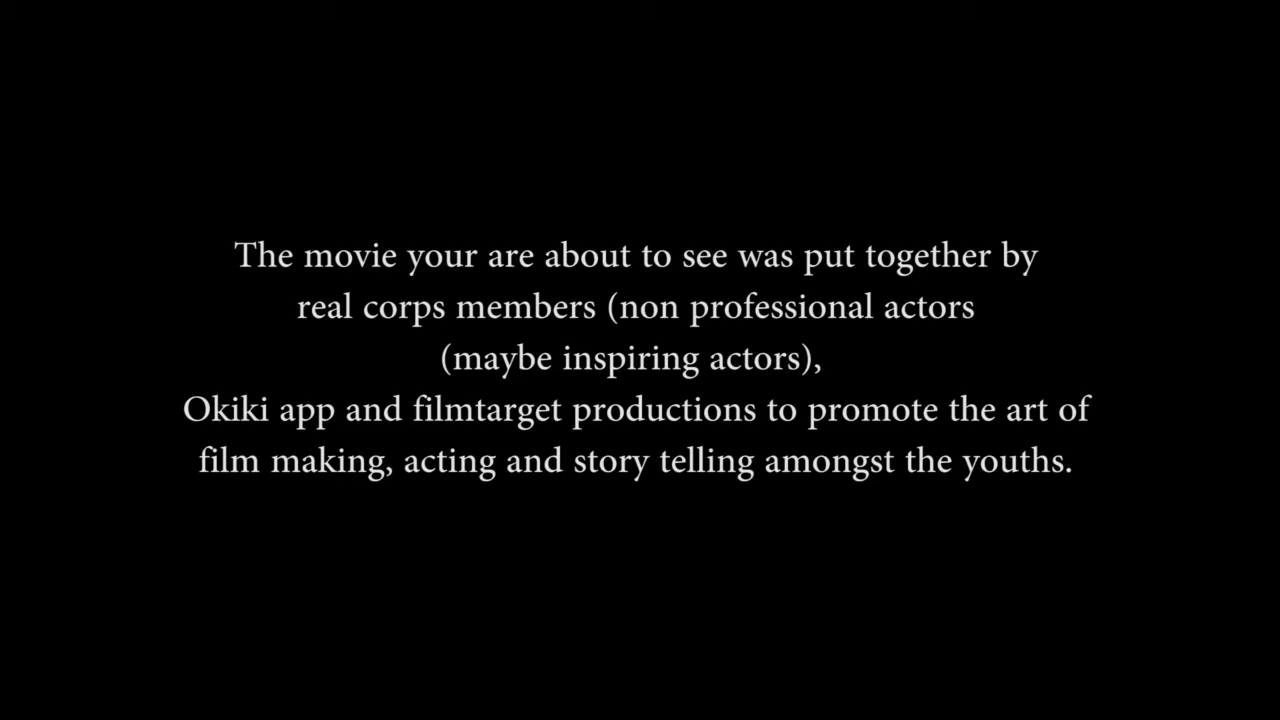 The movie your are about to see was put together by
real corps members (non professional actors
(maybe inspiring actors),
Okiki app and filmtarget productions to promote the art of
film making, acting and story telling amongst the youths.